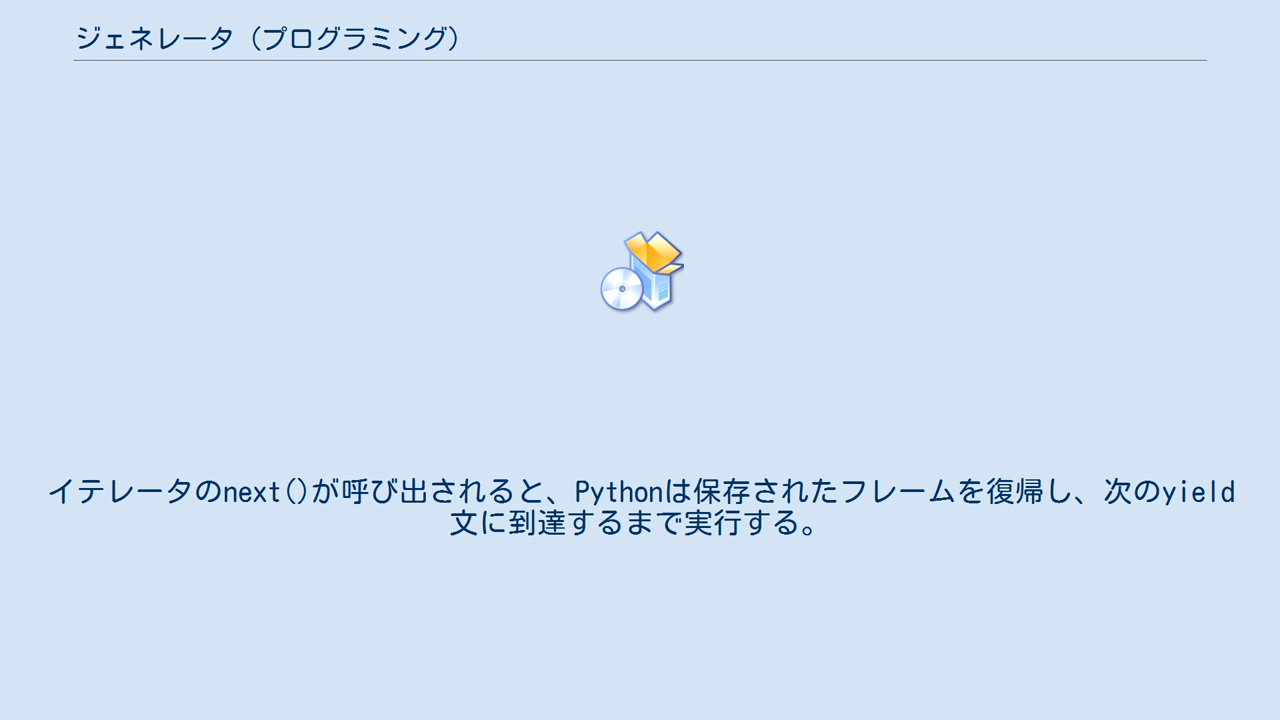 ジェネレータ（プログラミング）
イテレータのnext()が呼び出されると、Pythonは保存されたフレームを復帰し、次のyield
文に到達するまで実行する。